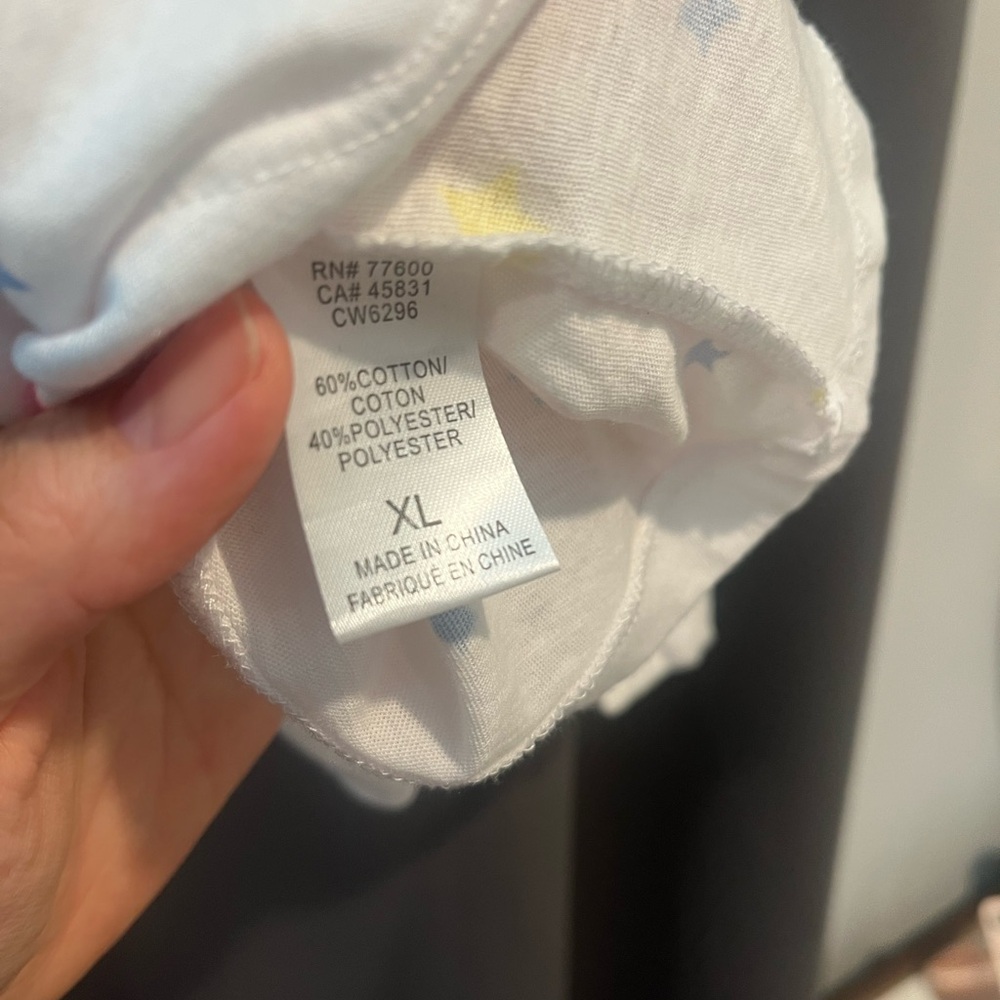 RN# 77600
CA# 45831
CW6296
60%COTTON/
COTON
40%POLYESTER/
POLYESTER
XL
MADE IN CHINA
FABRIQUÉ EN CHINE